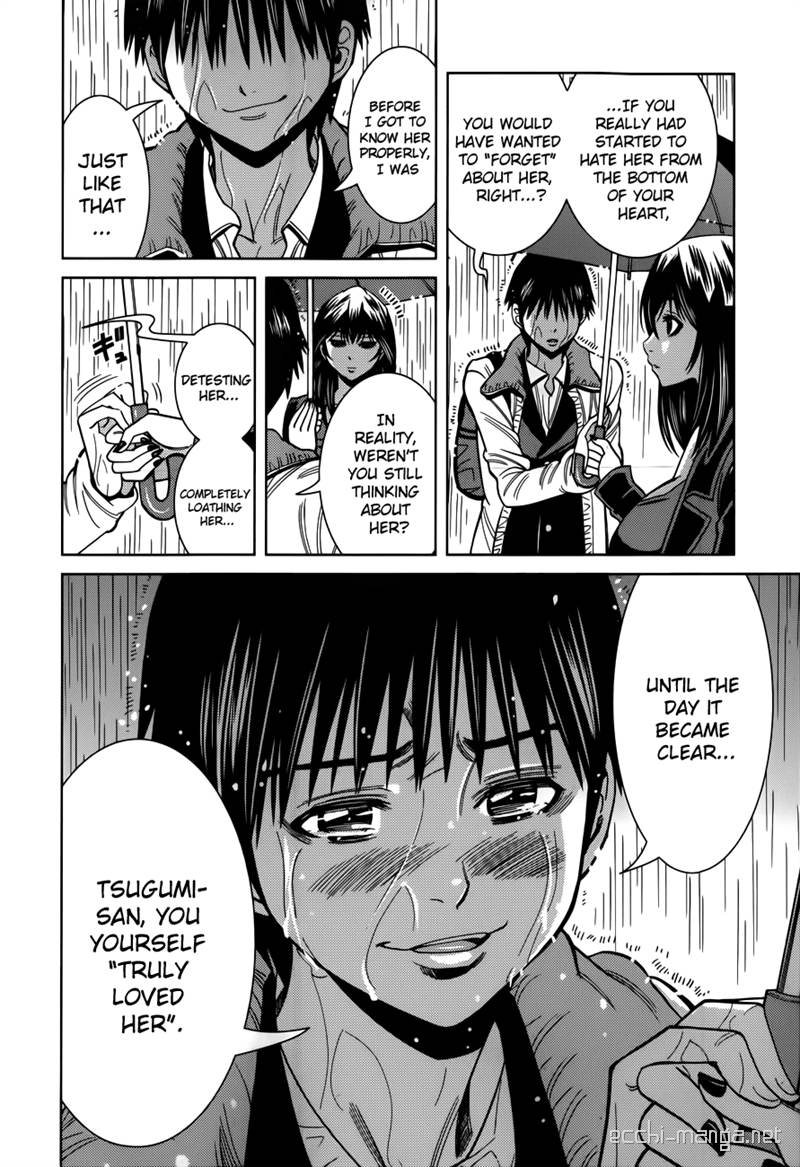 ...IF YOU
REALLY HAD
STARTED TO
HATE HER FROM
THE BOTTOM
OF YOUR
HEART,
YOU WOULD
HAVE WANTED
TO "FORGET"
ABOUT HER,
RIGHT...?
BEFORE
I GOT TO
KNOW HER
PROPERLY,
I WAS
JUST
LIKE
THAT
...
IN
REALITY,
WEREN'T
YOU STILL
THINKING
ABOUT
HER?
DETESTING
HER...
COMPLETELY
LOATHING
HER...
ギュ
UNTIL THE
DAY IT
BECAME
CLEAR...
TSUGUMI-
SAN, YOU
YOURSELF
"TRULY
LOVED
HER".
ecchi-manga.net